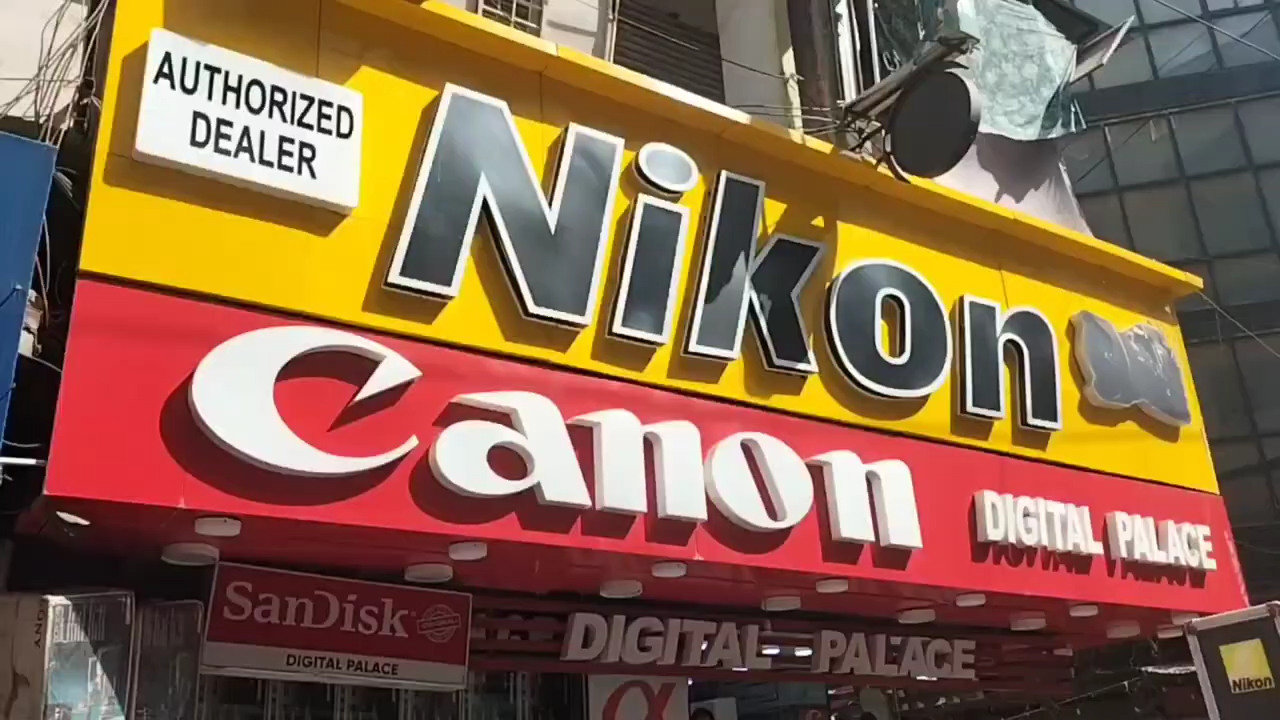 AUTHORIZED
DEALER
Nikon
Canon
DIGITAL PALACE
SanDisk
DIGITAL PALACE
DIGITAL PALACE
α
Nikon